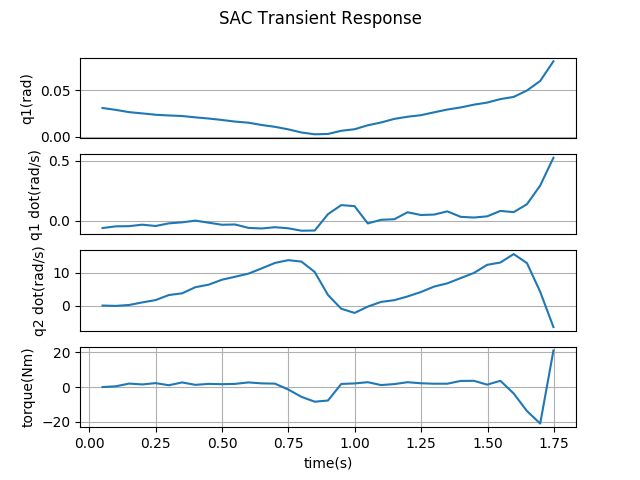 SAC Transient Response
q1(rad)
0.05
0.00
q1 dot(rad/s)
0.5
0.0
q2 dot(rad/s)
10
0
torque(Nm)
20
0
−20
0.00 0.25 0.50 0.75 1.00 1.25 1.50 1.75
time(s)